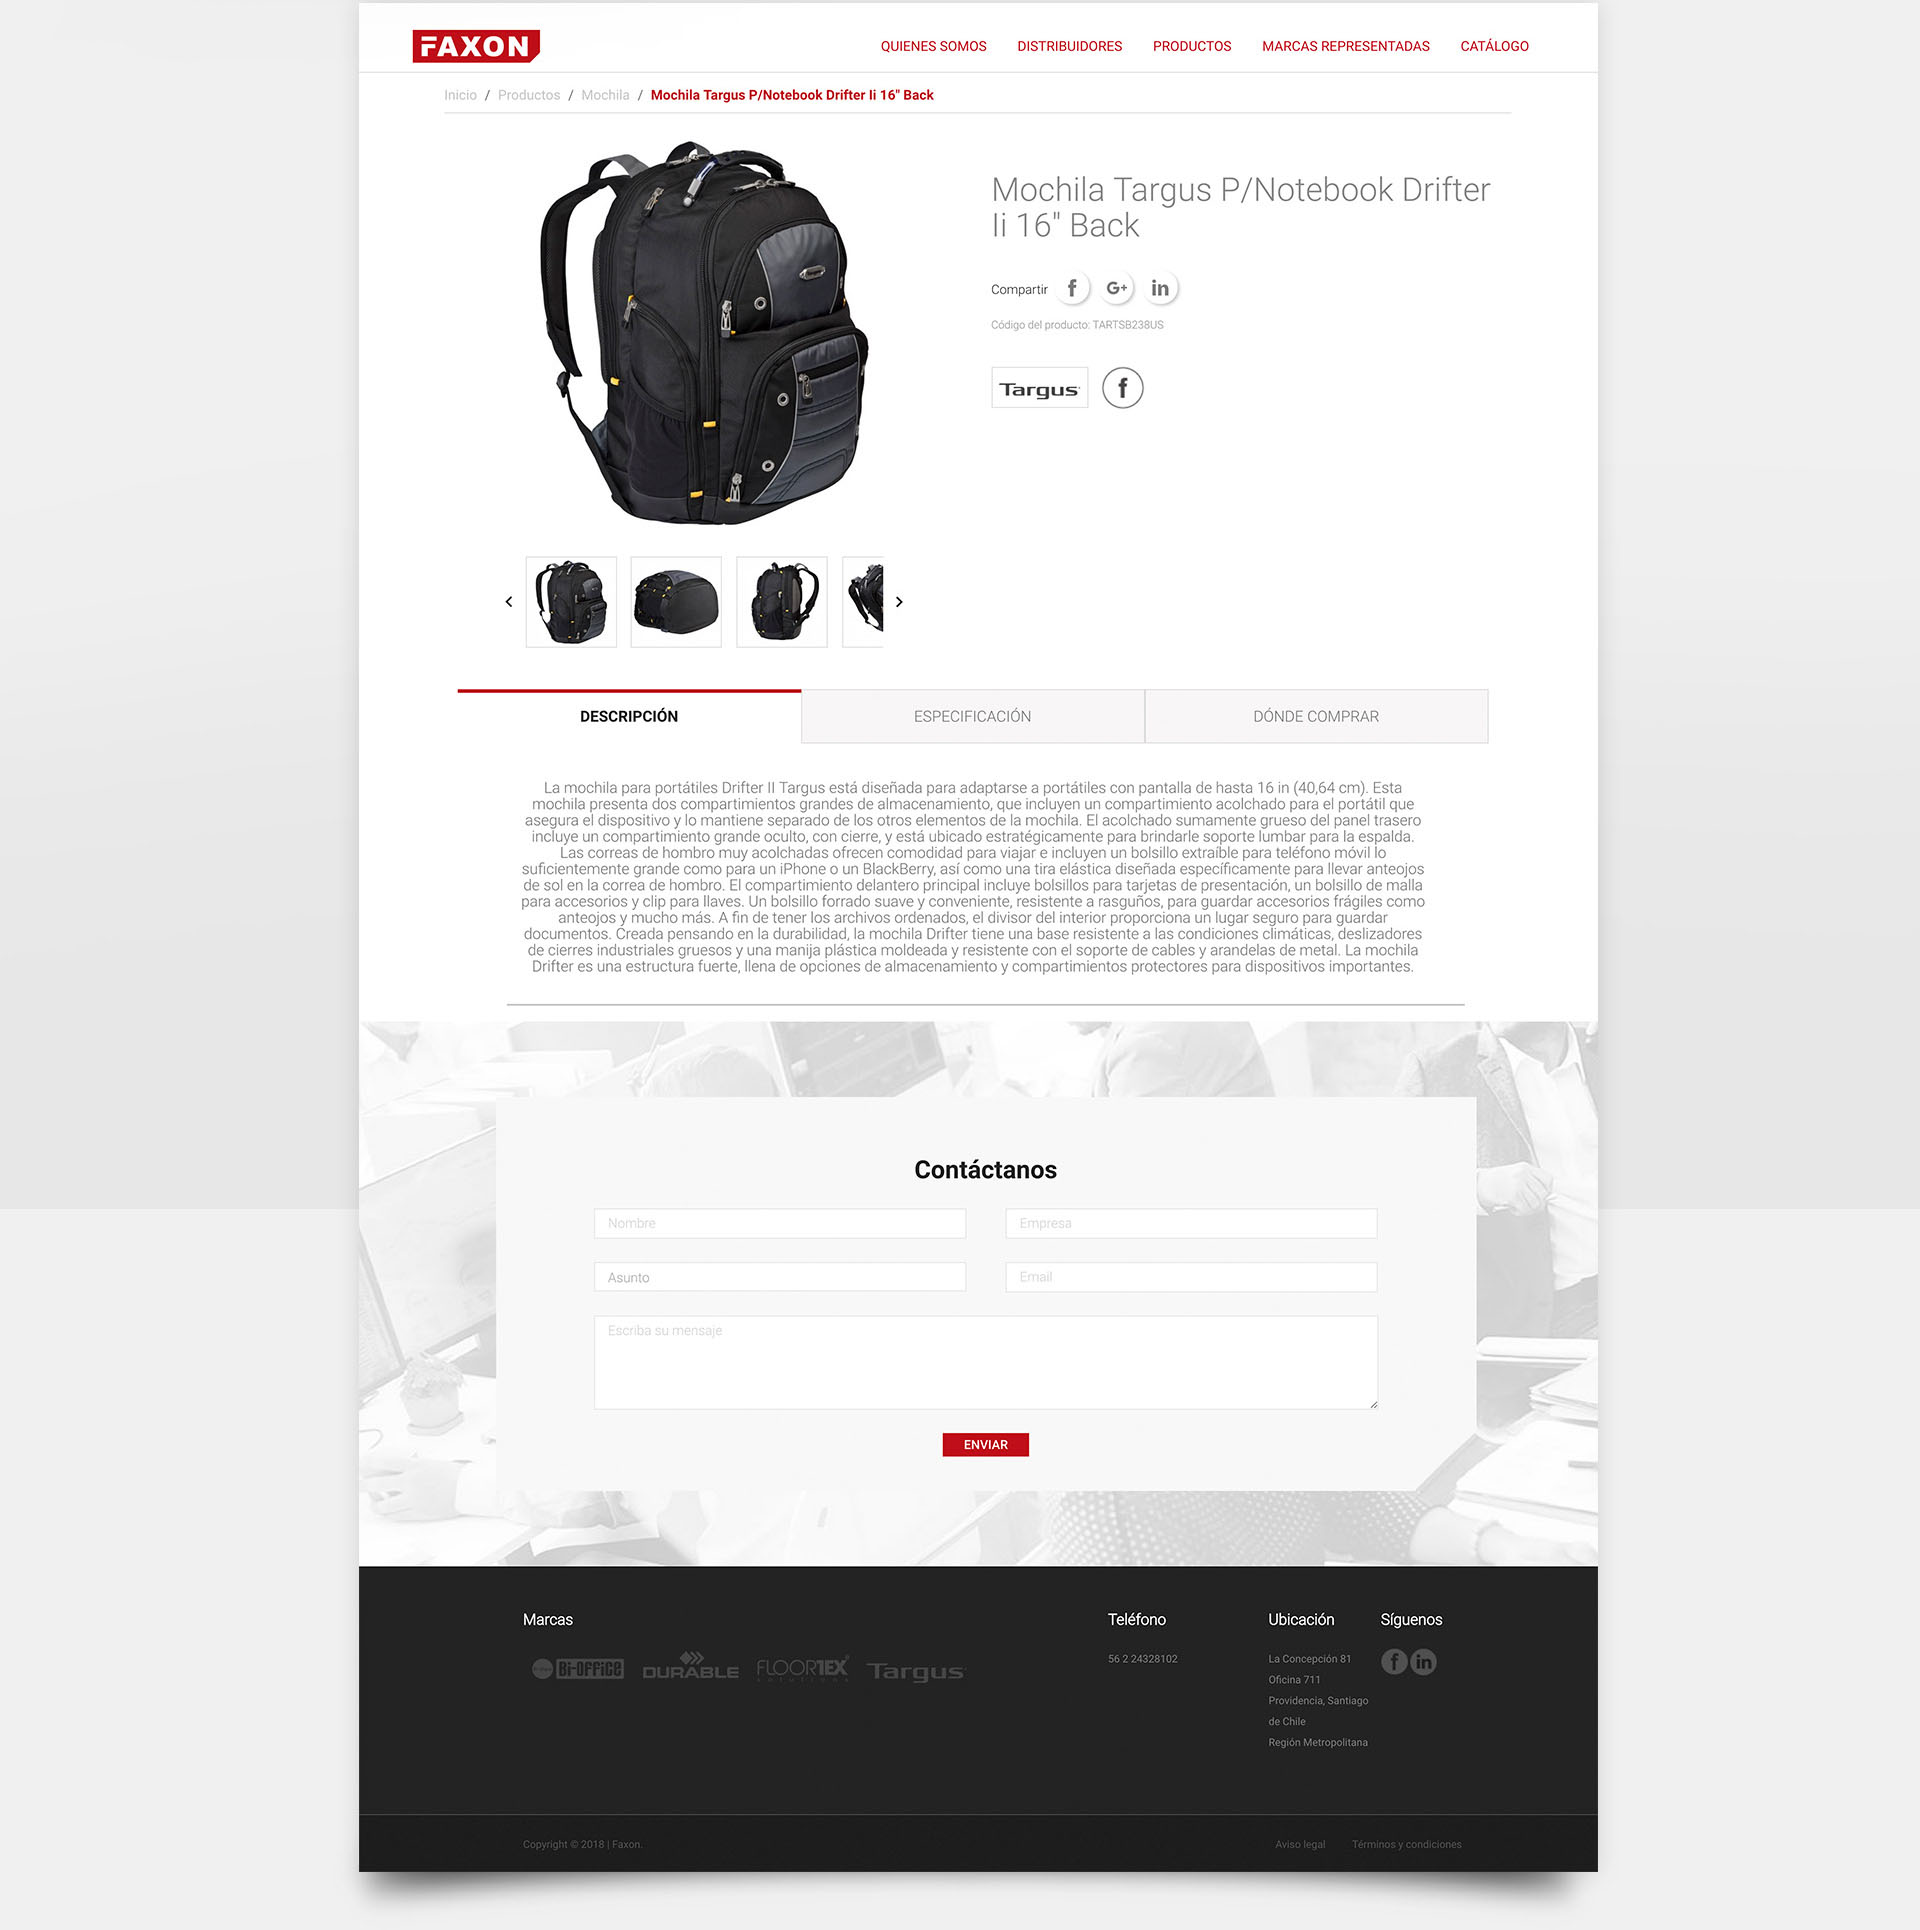 FAXON
QUIENES SOMOS DISTRIBUIDORES PRODUCTOS MARCAS REPRESENTADAS CATÁLOGO
Inicio / Productos / Mochila / Mochila Targus P/Notebook Drifter Ii 16" Back
Mochila Targus P/Notebook Drifter
Ii 16" Back
Compartir f G+ in
Código del producto: TARTSB238US
Targus f
DESCRIPCIÓN ESPECIFICACIÓN DÓNDE COMPRAR
La mochila para portátiles Drifter II Targus está diseñada para adaptarse a portátiles con pantalla de hasta 16 in (40,64 cm). Esta
mochila presenta dos compartimientos grandes de almacenamiento, que incluyen un compartimiento acolchado para el portátil que
asegura el dispositivo y lo mantiene separado de los otros elementos de la mochila. El acolchado sumamente grueso del panel trasero
incluye un compartimiento grande oculto, con cierre, y está ubicado estratégicamente para brindarle soporte lumbar para la espalda.
Las correas de hombro muy acolchadas ofrecen comodidad para viajar e incluyen un bolsillo extraíble para teléfono móvil lo
suficientemente grande como para un iPhone o un BlackBerry, así como una tira elástica diseñada específicamente para llevar anteojos
de sol en la correa de hombro. El compartimiento delantero principal incluye bolsillos para tarjetas de presentación, un bolsillo de malla
para accesorios y clip para llaves. Un bolsillo forrado suave y conveniente, resistente a rasguños, para guardar accesorios frágiles como
anteojos y mucho más. A fin de tener los archivos ordenados, el divisor del interior proporciona un lugar seguro para guardar
documentos. Creada pensando en la durabilidad, la mochila Drifter tiene una base resistente a las condiciones climáticas, deslizadores
de cierres industriales gruesos y una manija plástica moldeada y resistente con el soporte de cables y arandelas de metal. La mochila
Drifter es una estructura fuerte, llena de opciones de almacenamiento y compartimientos protectores para dispositivos importantes.
Contáctanos
Nombre Empresa
Asunto Email
Escriba su mensaje
ENVIAR
Marcas Teléfono Ubicación Síguenos
Bi-Office DURABLE FLOORTEX Targus
solutions
56 2 24328102
La Concepción 81
Oficina 711
Providencia, Santiago
de Chile
Región Metropolitana
f in
Copyright © 2018 | Faxon. Aviso legal Términos y condiciones